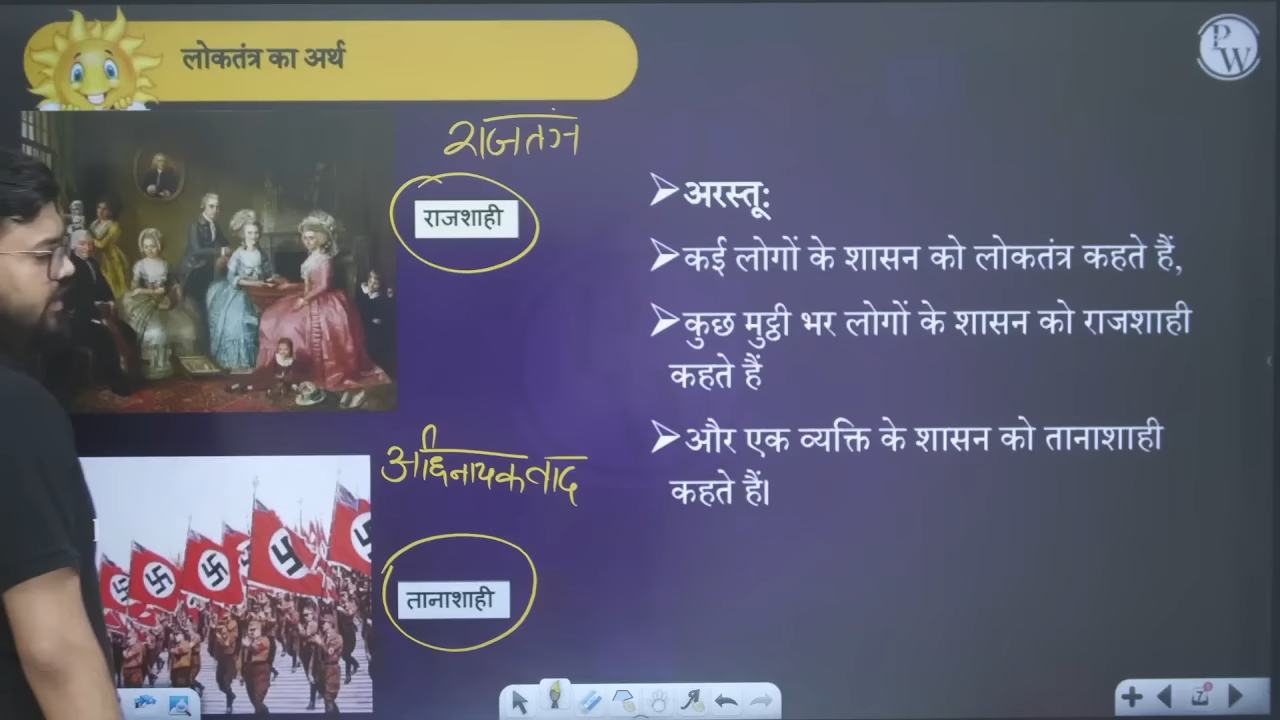 लोकतंत्र का अर्थ
PW
राजतंत्र
राजशाही
अधिनायकवाद
तानाशाही
➢अरस्तू:
➢कई लोगों के शासन को लोकतंत्र कहते हैं,
➢कुछ मुट्ठी भर लोगों के शासन को राजशाही
कहते हैं
➢और एक व्यक्ति के शासन को तानाशाही
कहते हैं।
7